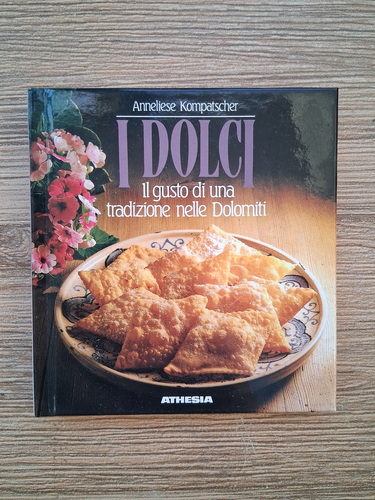 Anneliese Kompatscher
I DOLCI
Il gusto di una
tradizione nelle Dolomiti
ATHESIA